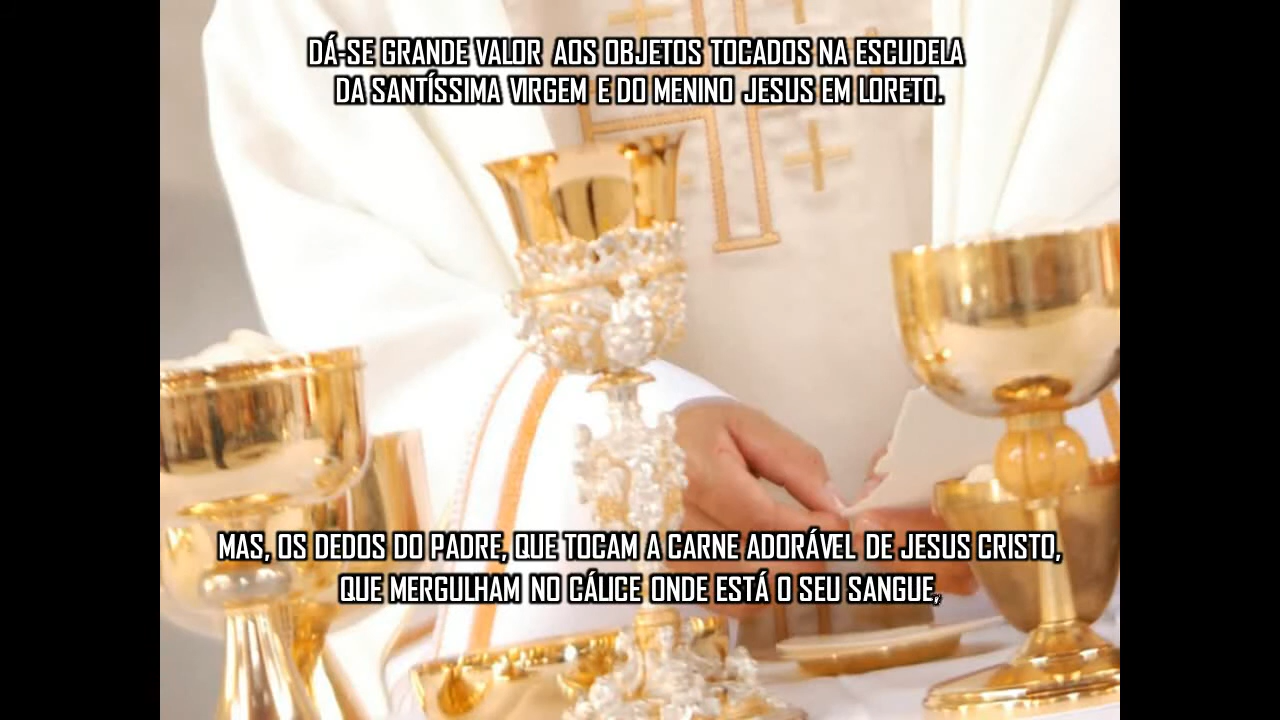 DÁ-SE GRANDE VALOR AOS OBJETOS TOCADOS NA ESCUDELA
DA SANTÍSSIMA VIRGEM E DO MENINO JESUS EM LORETO.
MAS, OS DEDOS DO PADRE, QUE TOCAM A CARNE ADORÁVEL DE JESUS CRISTO,
QUE MERGULHAM NO CÁLICE ONDE ESTÁ O SEU SANGUE,